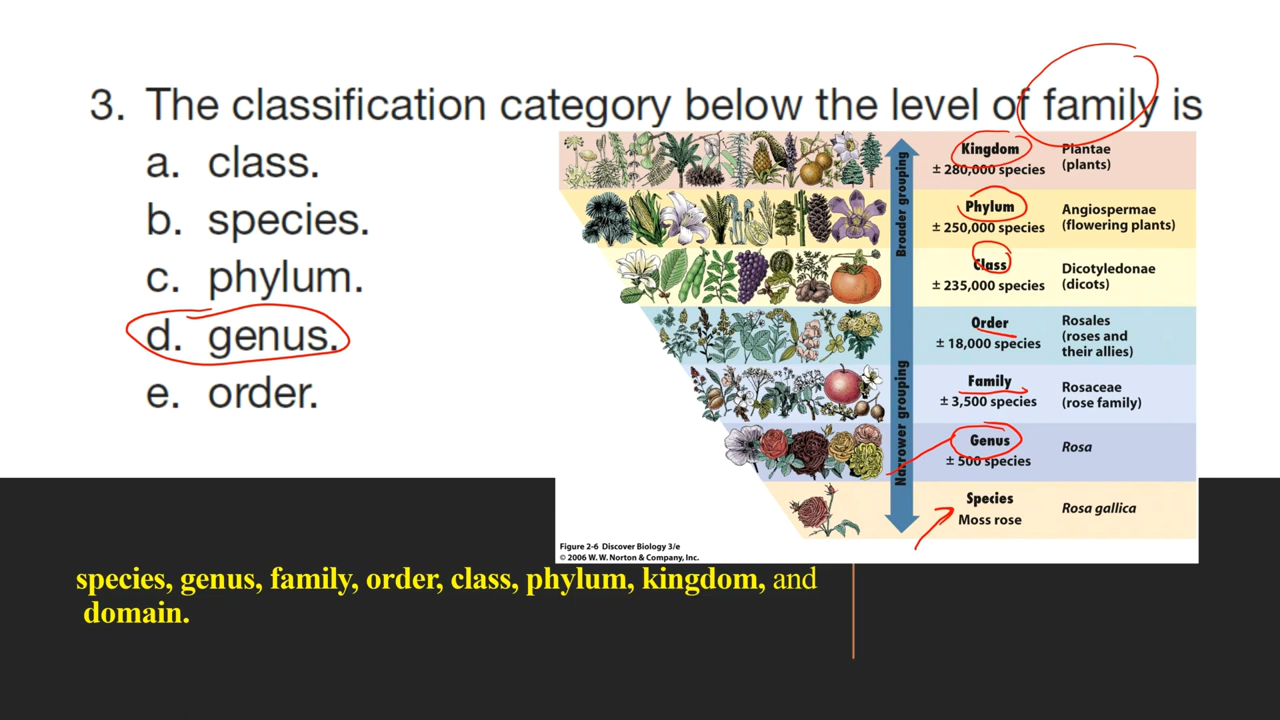 3. The classification category below the level of family is
a. class.
b. species.
c. phylum.
d. genus.
e. order.
Broader grouping
Narrower grouping
Kingdom
± 280,000 species
Plantae
(plants)
Phylum
± 250,000 species
Angiospermae
(flowering plants)
Class
± 235,000 species
Dicotyledonae
(dicots)
Order
± 18,000 species
Rosales
(roses and
their allies)
Family
± 3,500 species
Rosaceae
(rose family)
Genus
± 500 species
Rosa
Species
Moss rose
Rosa gallica
Figure 2-6 Discover Biology 3/e
© 2006 W. W. Norton & Company, Inc.
species, genus, family, order, class, phylum, kingdom, and
domain.